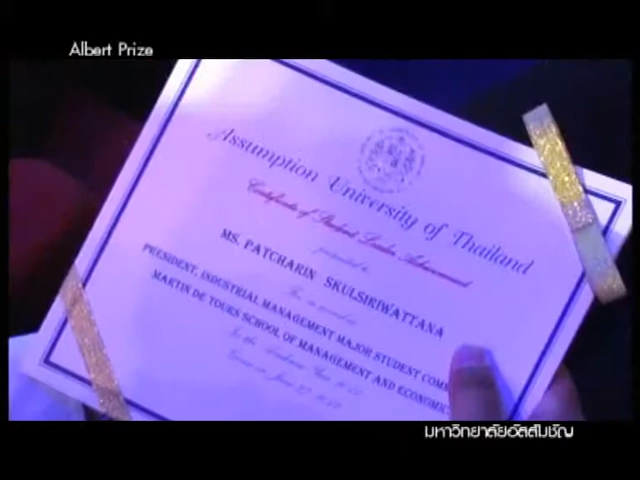 Albert Prize
Assumption University of Thailand
Certificate of Student Leader Achievement
presented to
MS. PATCHARIN SKULSIRIWATTANA
PRESIDENT, INDUSTRIAL MANAGEMENT MAJOR STUDENT COM
MARTIN DE TOURS SCHOOL OF MANAGEMENT AND ECONOMIC
มหาวิทยาลัยอัสสัมชัญ